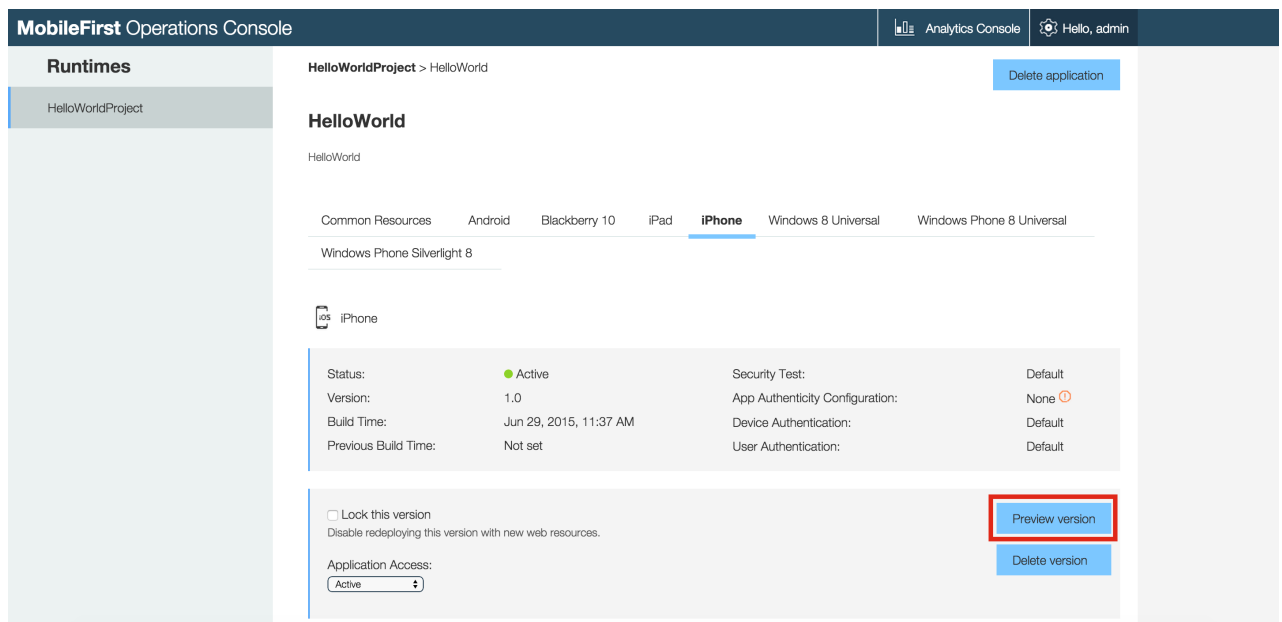 MobileFirst Operations Console
Analytics Console
Hello, admin
Runtimes
HelloWorldProject
HelloWorldProject > HelloWorld
Delete application
HelloWorld
HelloWorld
Common Resources Android Blackberry 10 iPad iPhone Windows 8 Universal Windows Phone 8 Universal
Windows Phone Silverlight 8
iOS iPhone
Status: Active Security Test: Default
Version: 1.0 App Authenticity Configuration: None
Build Time: Jun 29, 2015, 11:37 AM Device Authentication: Default
Previous Build Time: Not set User Authentication: Default
Lock this version
Disable redeploying this version with new web resources.
Application Access:
Active
Preview version
Delete version